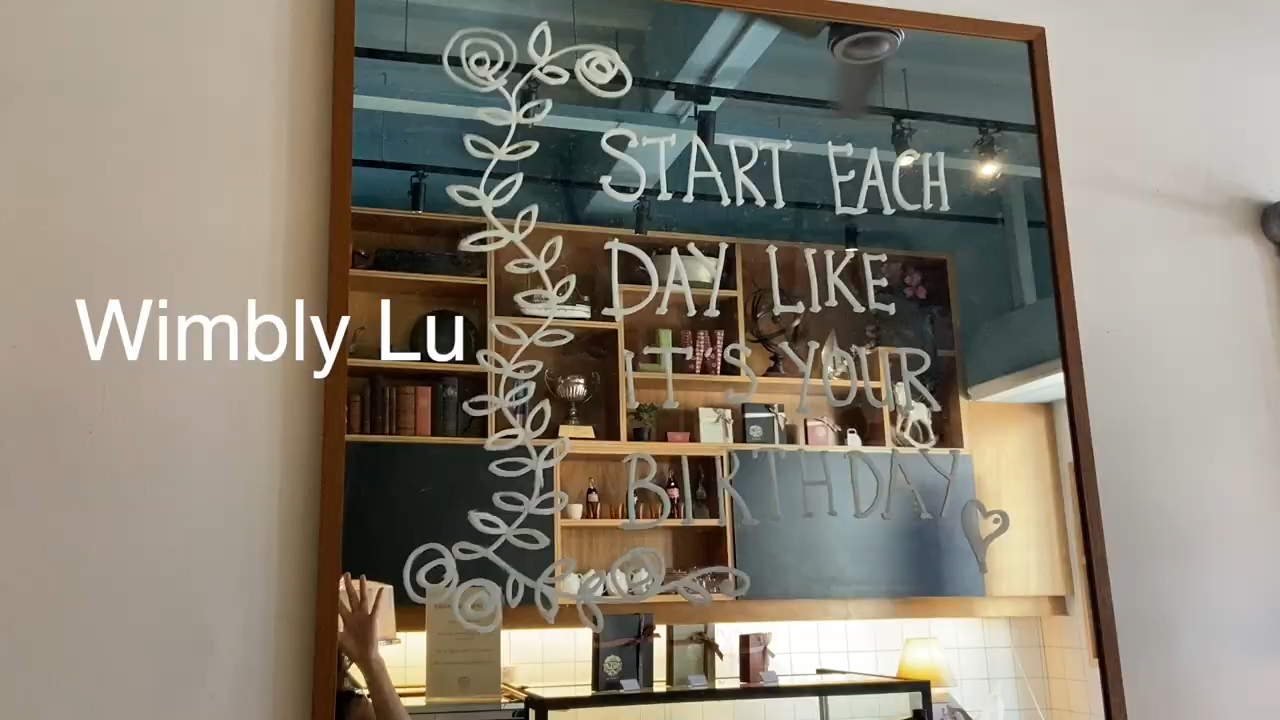 START EACH
DAY LIKE
IT'S YOUR
BIRTHDAY
Wimbly Lu